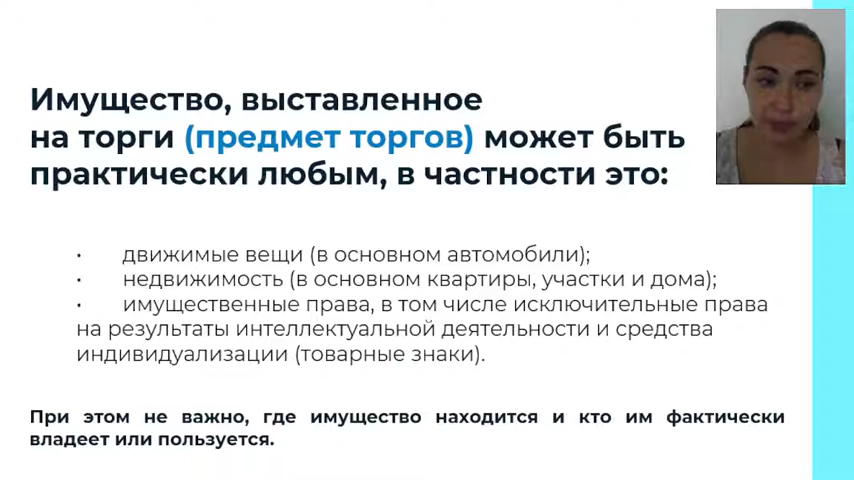 Имущество, выставленное
на торги (предмет торгов) может быть
практически любым, в частности это:
• движимые вещи (в основном автомобили);
• недвижимость (в основном квартиры, участки и дома);
• имущественные права, в том числе исключительные права
на результаты интеллектуальной деятельности и средства
индивидуализации (товарные знаки).
При этом не важно, где имущество находится и кто им фактически
владеет или пользуется.